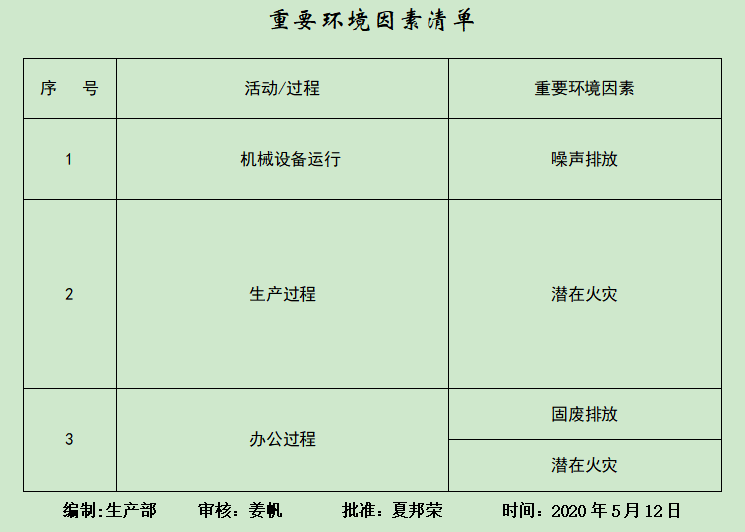 重要环境因素清单
序 号 活动/过程 重要环境因素
1 机械设备运行 噪声排放
2 生产过程 潜在火灾
3 办公过程 固废排放
潜在火灾
编制:生产部 审核：姜帆 批准：夏邦荣 时间：2020年5月12日